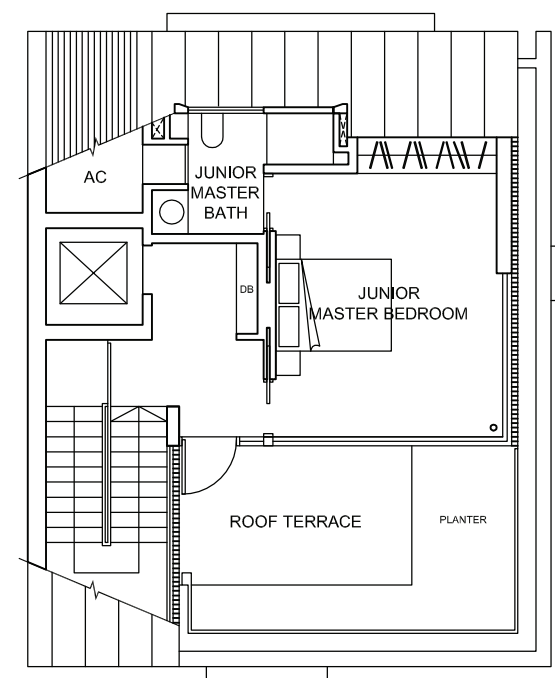 AC
JUNIOR
MASTER
BATH
DB
JUNIOR
MASTER BEDROOM
ROOF TERRACE
PLANTER